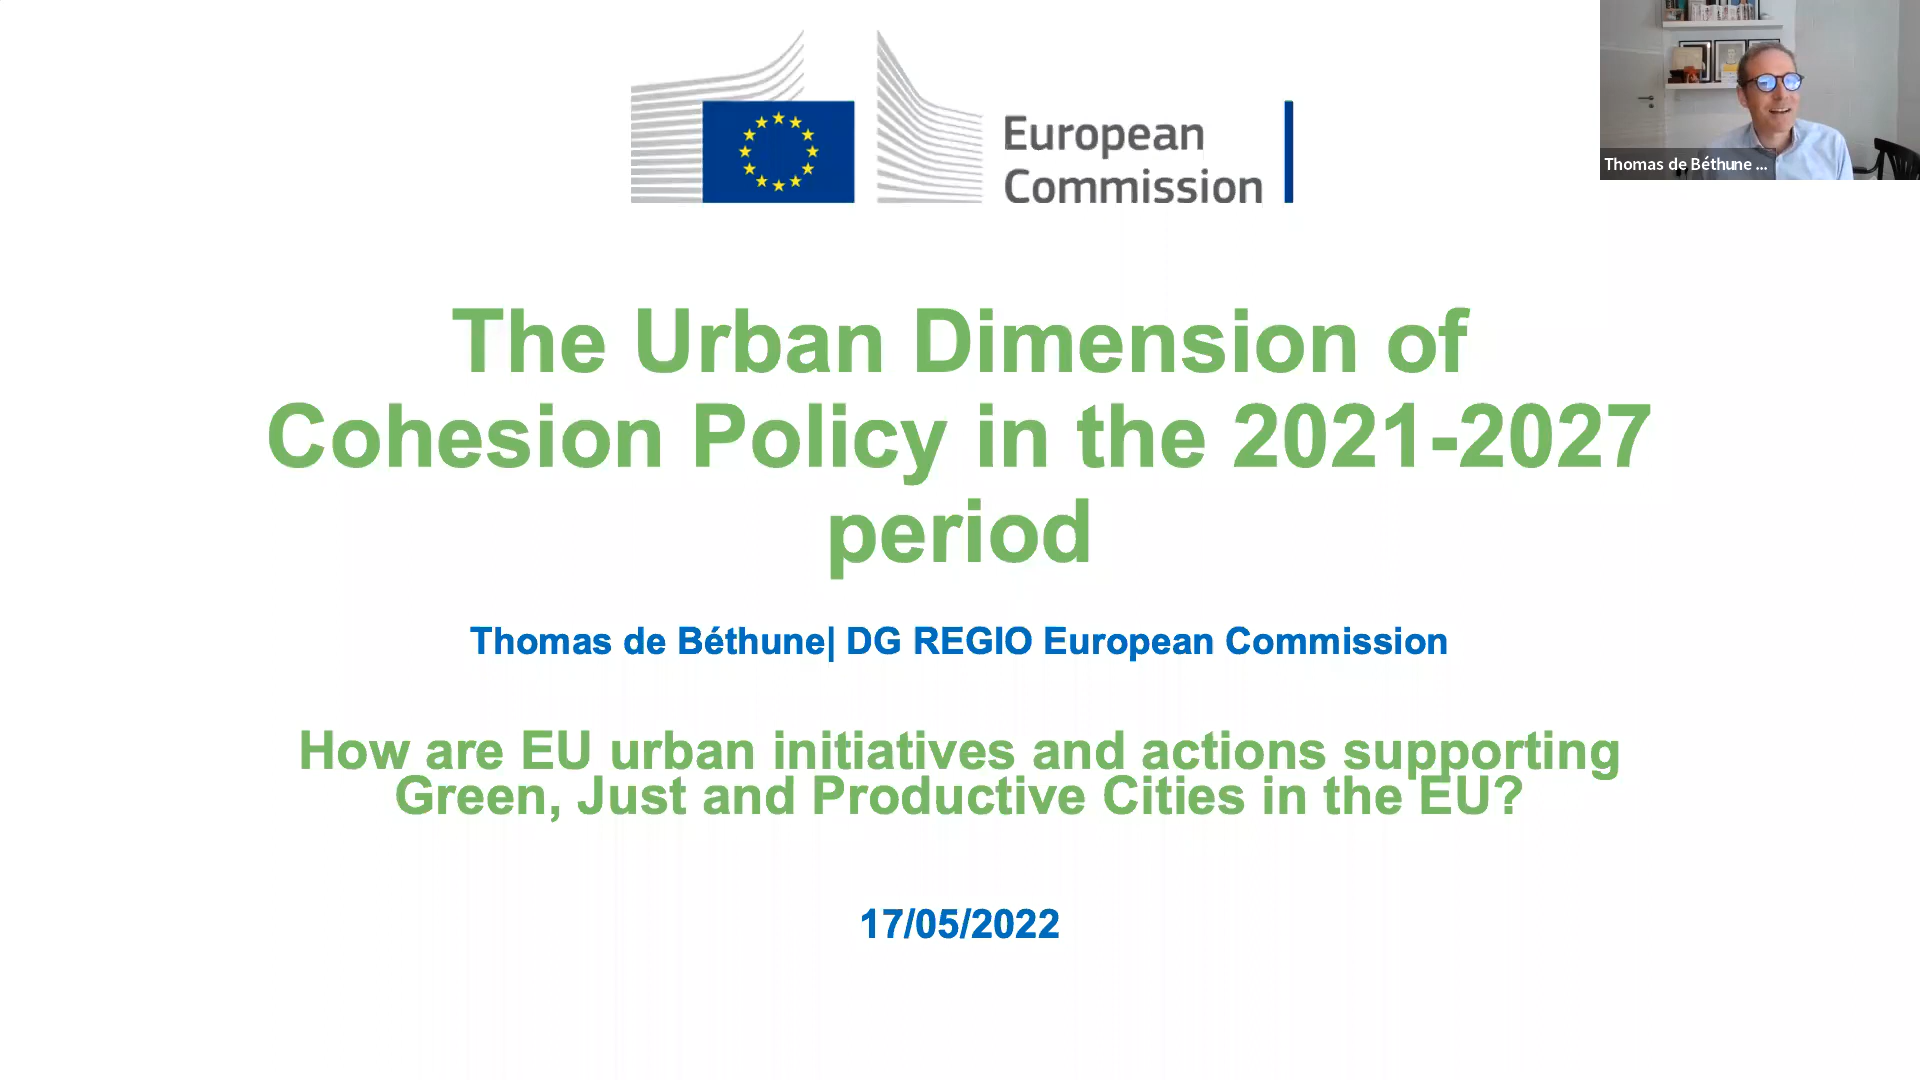 European
Commission
Thomas de Béthune ...
The Urban Dimension of
Cohesion Policy in the 2021-2027
period
Thomas de Béthune| DG REGIO European Commission
How are EU urban initiatives and actions supporting
Green, Just and Productive Cities in the EU?
17/05/2022